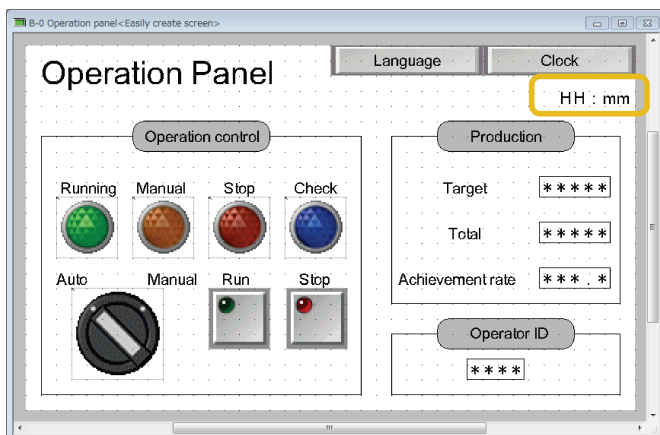 B-0 Operation panel<Easily create screen>
Operation Panel
Language
Clock
HH : mm
Operation control
Running Manual Stop Check
Auto Manual Run Stop
Production
Target *****
Total *****
Achievement rate ***.*
Operator ID
****